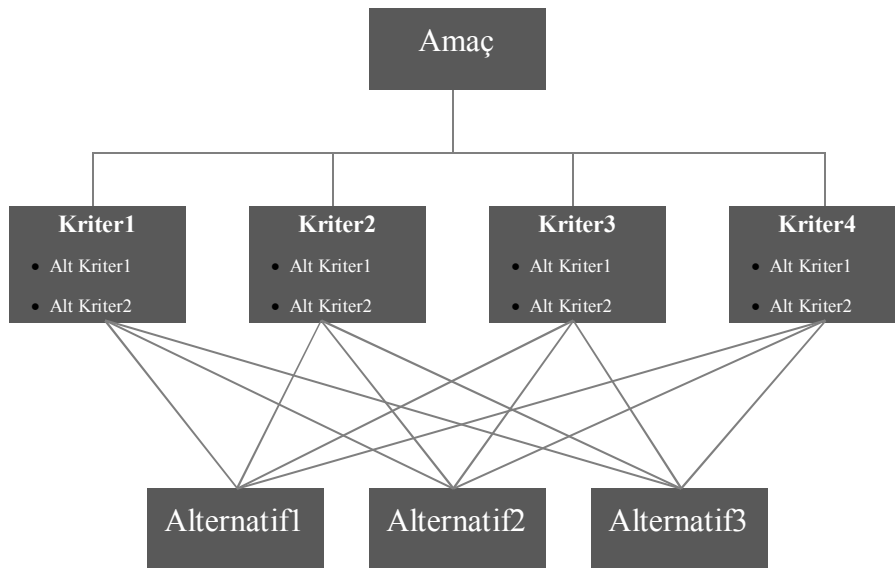 Amaç
Kriter1
• Alt Kriter1
• Alt Kriter2
Kriter2
• Alt Kriter1
• Alt Kriter2
Kriter3
• Alt Kriter1
• Alt Kriter2
Kriter4
• Alt Kriter1
• Alt Kriter2
Alternatif1
Alternatif2
Alternatif3